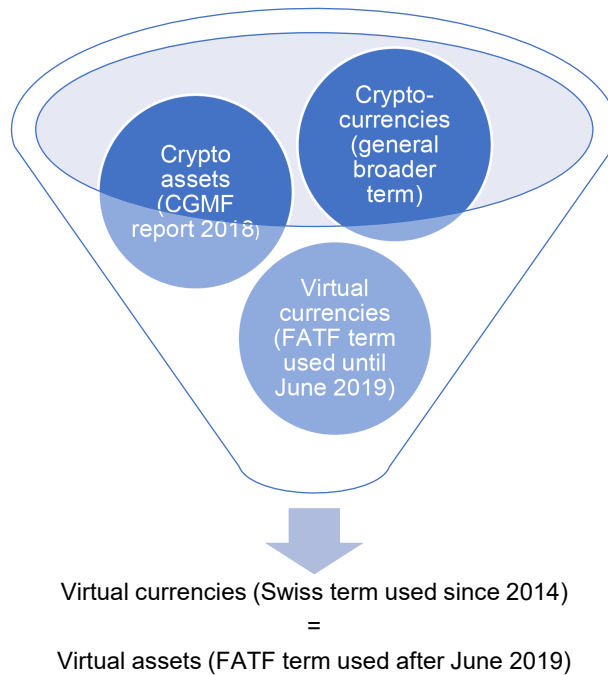 Crypto-
currencies
(general
broader
term)
Crypto
assets
(CGMF
report 2018)
Virtual
currencies
(FATF term
used until
June 2019)
Virtual currencies (Swiss term used since 2014)
=
Virtual assets (FATF term used after June 2019)